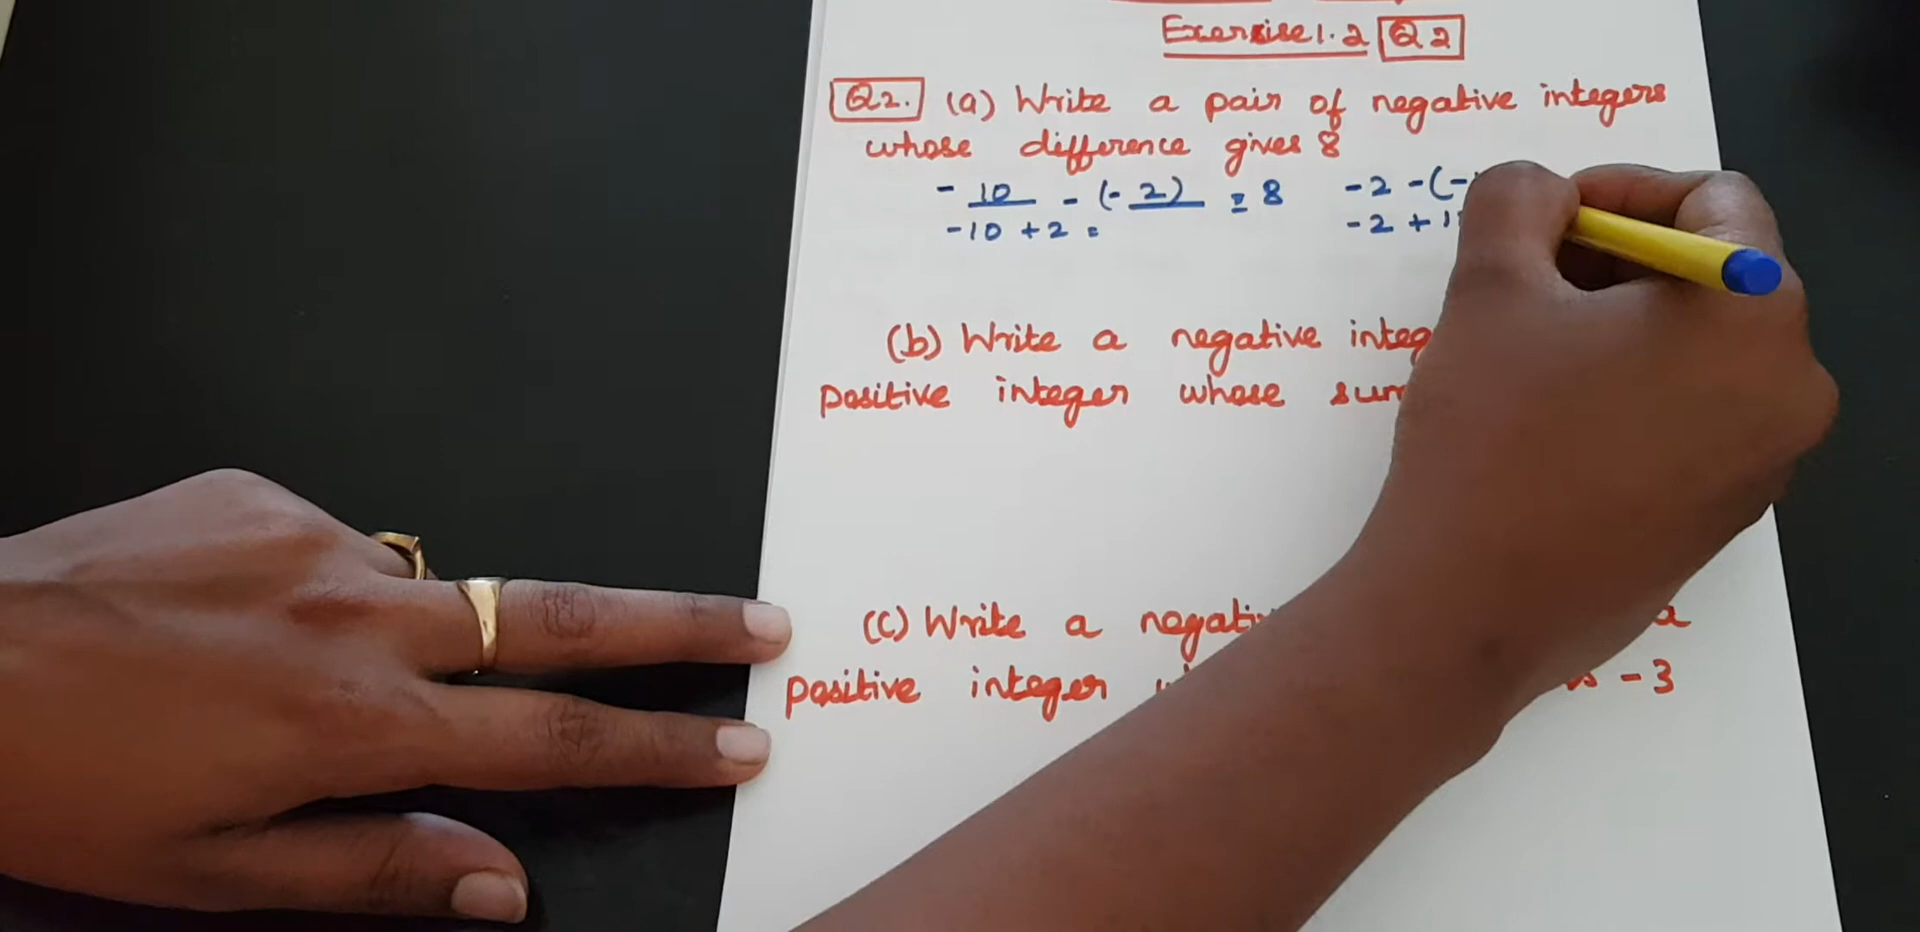 Exercise 1.2 Q2
Q2. (a) Write a pair of negative integers
whose difference gives 8
- 10 - (- 2) = 8 -2 -(-
-10 +2 = -2 + 1
(b) Write a negative integ
positive integer whose sum
(c) Write a negati a
positive integer -3